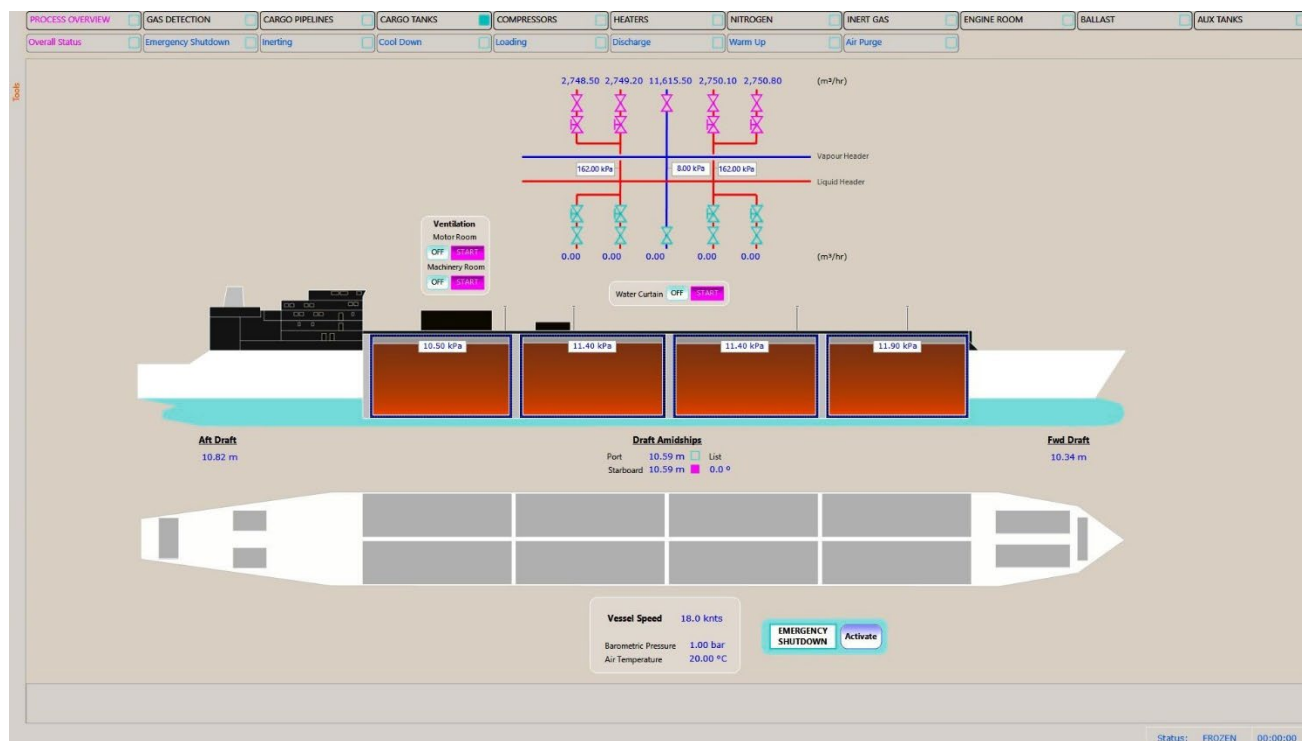 PROCESS OVERVIEW GAS DETECTION CARGO PIPELINES CARGO TANKS COMPRESSORS HEATERS NITROGEN INERT GAS ENGINE ROOM BALLAST AUX TANKS
Overall Status Emergency Shutdown Inerting Cool Down Loading Discharge Warm Up Air Purge
Tools
2,748.50 2,749.20 11,615.50 2,750.10 2,750.80 (m³/hr)
Vapour Header
162.00 kPa 8.00 kPa 162.00 kPa
Liquid Header
Ventilation
Motor Room
OFF START
Machinery Room
OFF START
0.00 0.00 0.00 0.00 0.00 (m³/hr)
Water Curtain OFF START
10.50 kPa 11.40 kPa 11.40 kPa 11.90 kPa
Aft Draft Draft Amidships Fwd Draft
10.82 m Port 10.59 m List 10.34 m
Starboard 10.59 m 0.0 º
Vessel Speed 18.0 knts
EMERGENCY SHUTDOWN Activate
Barometric Pressure 1.00 bar
Air Temperature 20.00 °C
Status: FROZEN 00:00:00